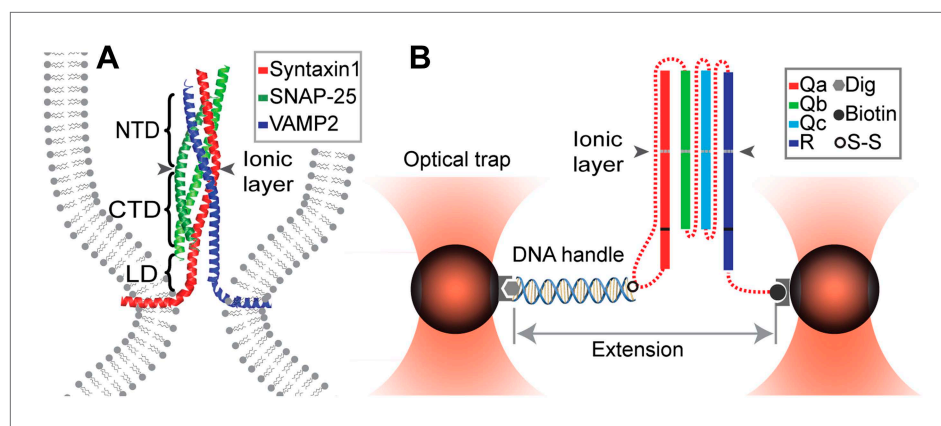 A
Syntaxin1
SNAP-25
VAMP2
NTD
Ionic
layer
CTD
LD
B
Qa
Qb
Qc
R
Dig
Biotin
S-S
Ionic
layer
Optical trap
DNA handle
Extension